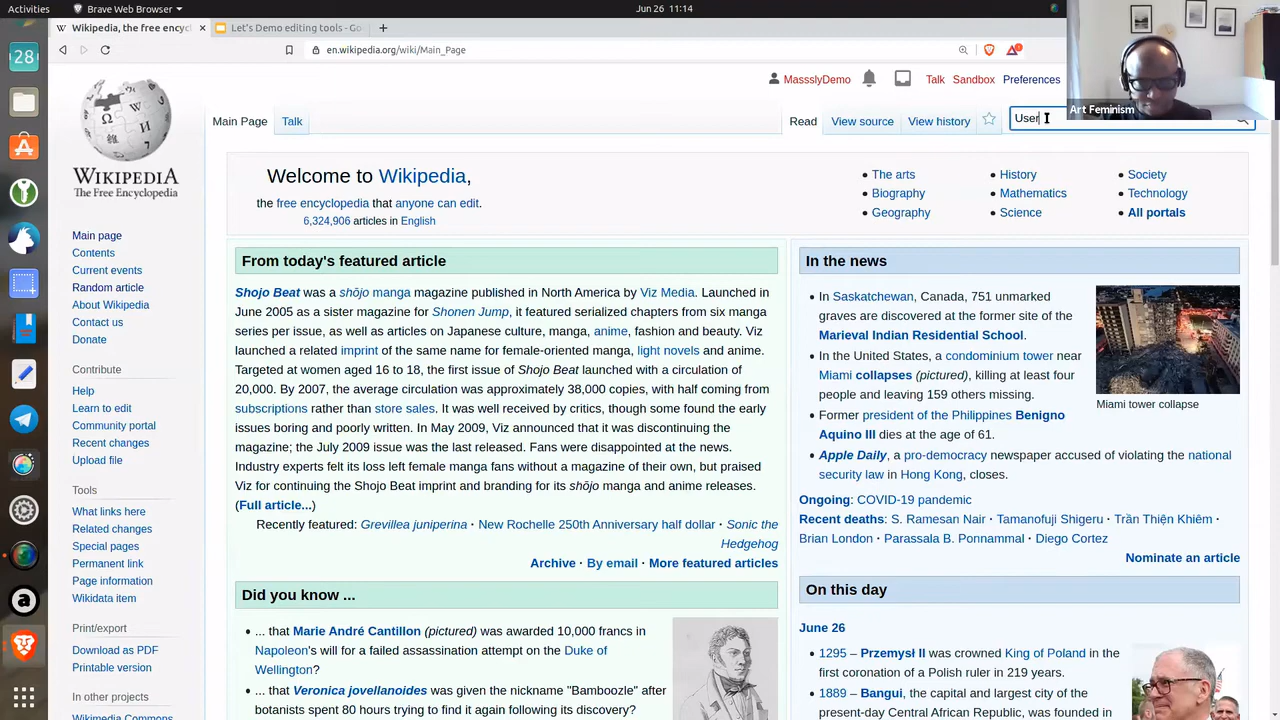 Activities
Brave Web Browser
Jun 26 11:14
Wikipedia, the free encyc
Let's Demo editing tools - Go
en.wikipedia.org/wiki/Main_Page
28
WIKIPEDIA
The Free Encyclopedia
MasslyDemo
Talk
Sandbox
Preferences
Art Feminism
Main Page
Talk
Read
View source
View history
User
Welcome to Wikipedia,
the free encyclopedia that anyone can edit.
6,324,906 articles in English
The arts
Biography
Geography
History
Mathematics
Science
Society
Technology
All portals
Main page
Contents
Current events
Random article
About Wikipedia
Contact us
Donate
Contribute
Help
Learn to edit
Community portal
Recent changes
Upload file
Tools
What links here
Related changes
Special pages
Permanent link
Page information
Wikidata item
Print/export
Download as PDF
Printable version
In other projects
Wikimedia Commons
From today's featured article
Shojo Beat was a shōjo manga magazine published in North America by Viz Media. Launched in
June 2005 as a sister magazine for Shonen Jump, it featured serialized chapters from six manga
series per issue, as well as articles on Japanese culture, manga, anime, fashion and beauty. Viz
launched a related imprint of the same name for female-oriented manga, light novels and anime.
Targeted at women aged 16 to 18, the first issue of Shojo Beat launched with a circulation of
20,000. By 2007, the average circulation was approximately 38,000 copies, with half coming from
subscriptions rather than store sales. It was well received by critics, though some found the early
issues boring and poorly written. In May 2009, Viz announced that it was discontinuing the
magazine; the July 2009 issue was the last released. Fans were disappointed at the news.
Industry experts felt its loss left female manga fans without a magazine of their own, but praised
Viz for continuing the Shojo Beat imprint and branding for its shōjo manga and anime releases.
(Full article...)
Recently featured: Grevillea juniperina · New Rochelle 250th Anniversary half dollar · Sonic the
Hedgehog
Archive · By email · More featured articles
Did you know ...
... that Marie André Cantillon (pictured) was awarded 10,000 francs in
Napoleon's will for a failed assassination attempt on the Duke of
Wellington?
... that Veronica jovellanoides was given the nickname "Bamboozle" after
botanists spent 80 hours trying to find it again following its discovery?
In the news
In Saskatchewan, Canada, 751 unmarked
graves are discovered at the former site of the
Marieval Indian Residential School.
In the United States, a condominium tower near
Miami collapses (pictured), killing at least four
people and leaving 159 others missing.
Former president of the Philippines Benigno
Aquino III dies at the age of 61.
Apple Daily, a pro-democracy newspaper accused of violating the national
security law in Hong Kong, closes.
Miami tower collapse
Ongoing: COVID-19 pandemic
Recent deaths: S. Ramesan Nair · Tamanofuji Shigeru · Trần Thiện Khiêm ·
Brian London · Parassala B. Ponnammal · Diego Cortez
Nominate an article
On this day
June 26
1295 – Przemysł II was crowned King of Poland in the
first coronation of a Polish ruler in 219 years.
1889 – Bangui, the capital and largest city of the
present-day Central African Republic, was founded in